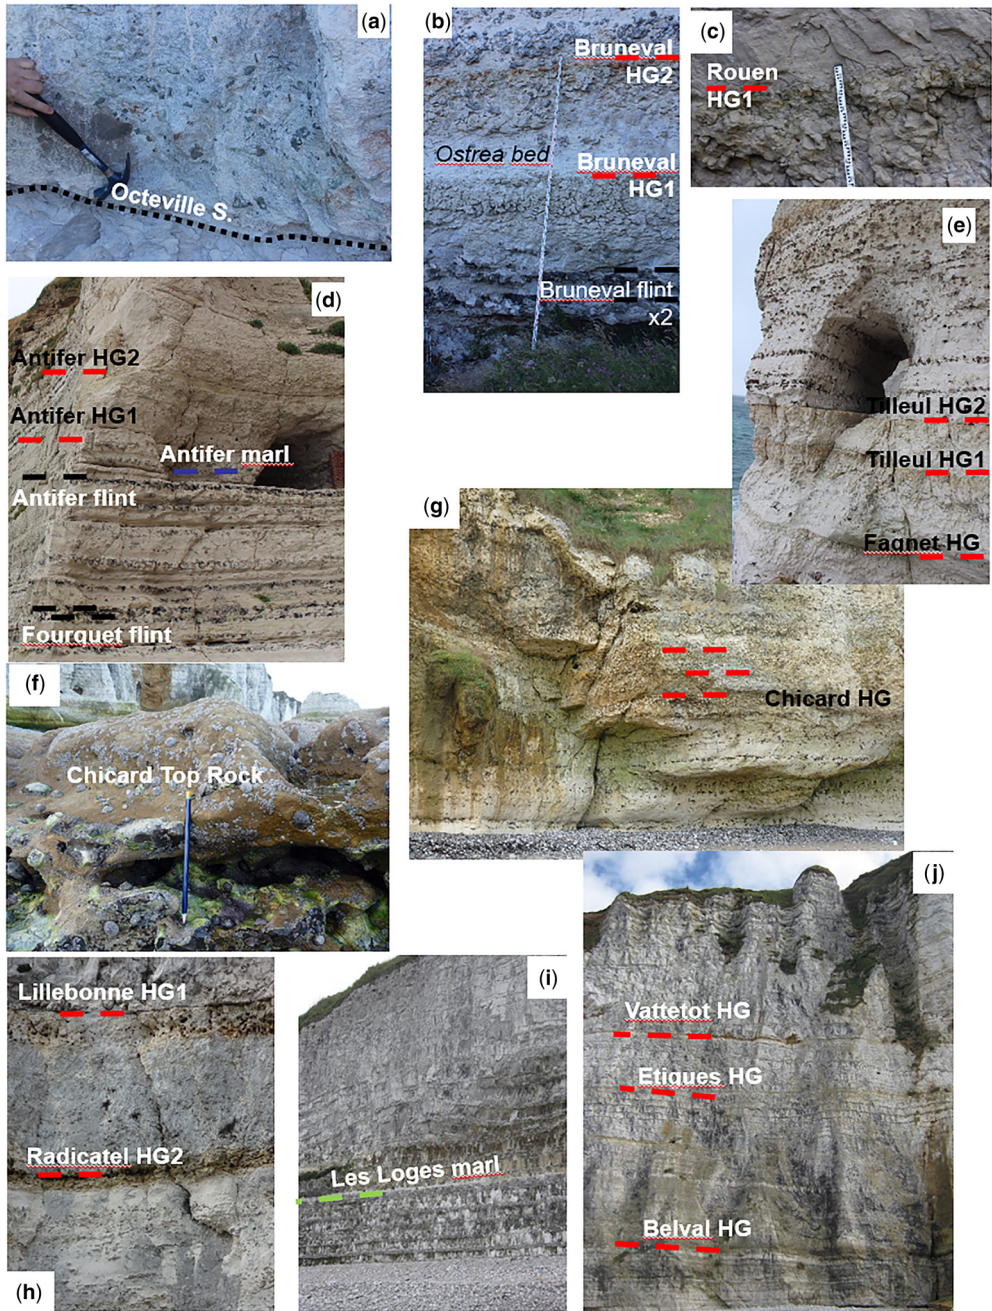 (a)
Octeville S.
(b)
Bruneval
HG2
Ostrea bed
Bruneval
HG1
Bruneval flint
x2
(c)
Rouen
HG1
(d)
Antifer HG2
Antifer HG1
Antifer marl
Antifer flint
Fourquet flint
(e)
Tilleul HG2
Tilleul HG1
Fagnet HG
(f)
Chicard Top Rock
(g)
Chicard HG
(h)
Lillebonne HG1
Radicatel HG2
(i)
Les Loges marl
(j)
Vattetot HG
Etigues HG
Belval HG